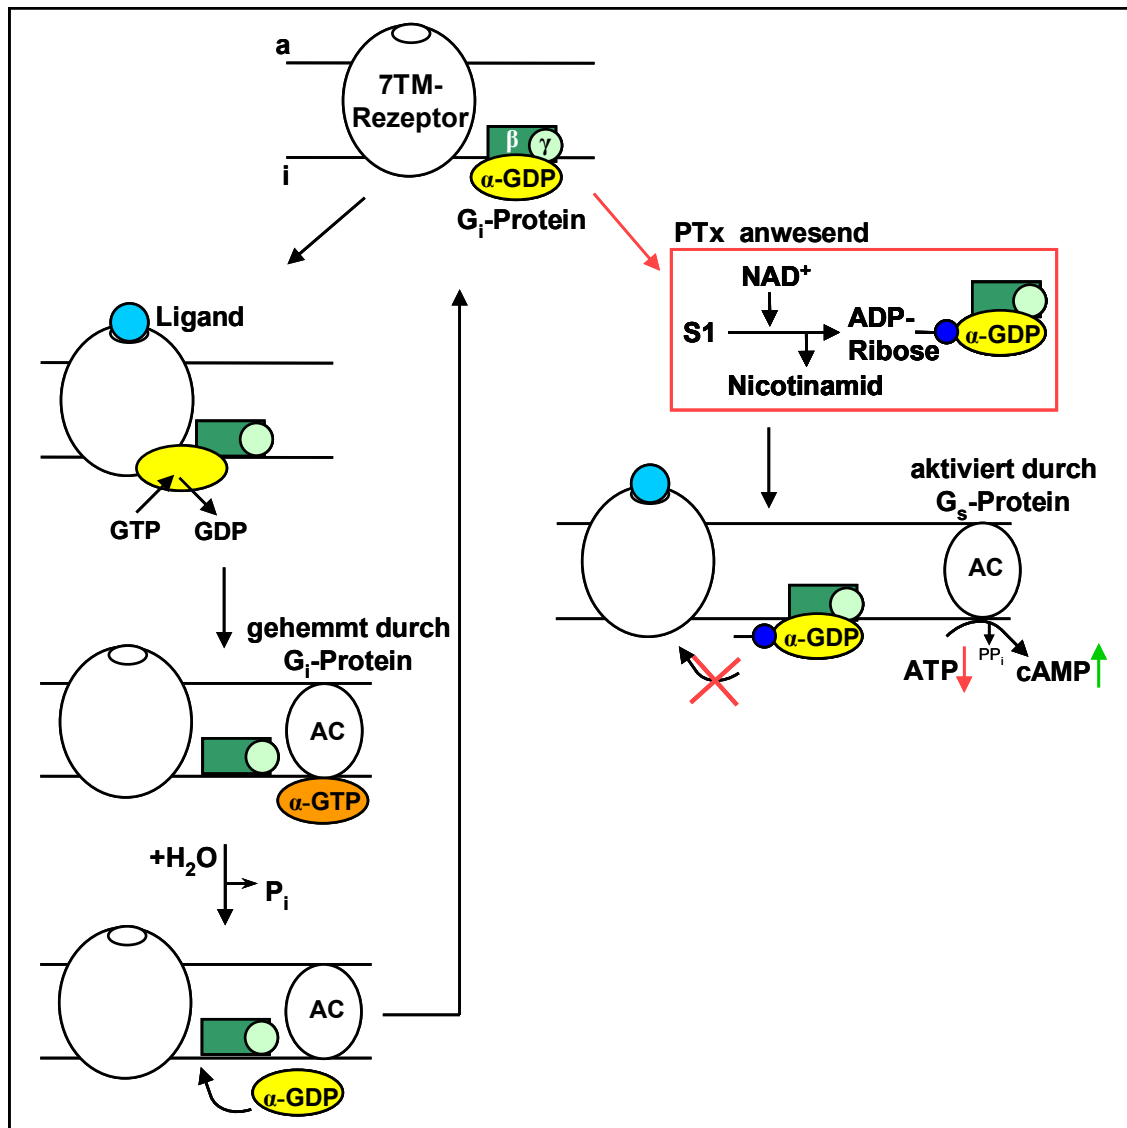 a
7TM-
Rezeptor
β
γ
i
α-GDP
Gᵢ-Protein
PTx anwesend
NAD⁺
S1
ADP-
Ribose
α-GDP
Nicotinamid
Ligand
GTP
GDP
aktiviert durch
Gₛ-Protein
AC
α-GDP
ATP
PPᵢ
cAMP
gehemmt durch
Gᵢ-Protein
AC
α-GTP
+H₂O
Pᵢ
AC
α-GDP